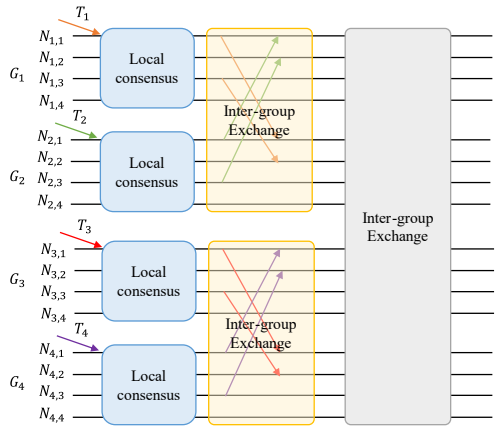 T₁
N₁,₁
N₁,₂
N₁,₃
N₁,₄
G₁
Local
consensus
Inter-group
Exchange
T₂
N₂,₁
N₂,₂
N₂,₃
N₂,₄
G₂
Local
consensus
Inter-group
Exchange
T₃
N₃,₁
N₃,₂
N₃,₃
N₃,₄
G₃
Local
consensus
Inter-group
Exchange
T₄
N₄,₁
N₄,₂
N₄,₃
N₄,₄
G₄
Local
consensus